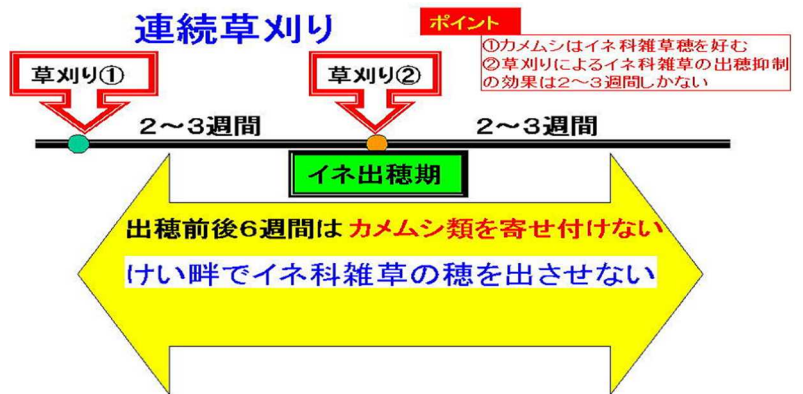 連続草刈り
ポイント
①カメムシはイネ科雑草穂を好む
②草刈りによるイネ科雑草の出穂抑制
の効果は2～3週間しかない
草刈り①
草刈り②
2～3週間
2～3週間
イネ出穂期
出穂前後6週間はカメムシ類を寄せ付けない
けい畔でイネ科雑草の穂を出させない